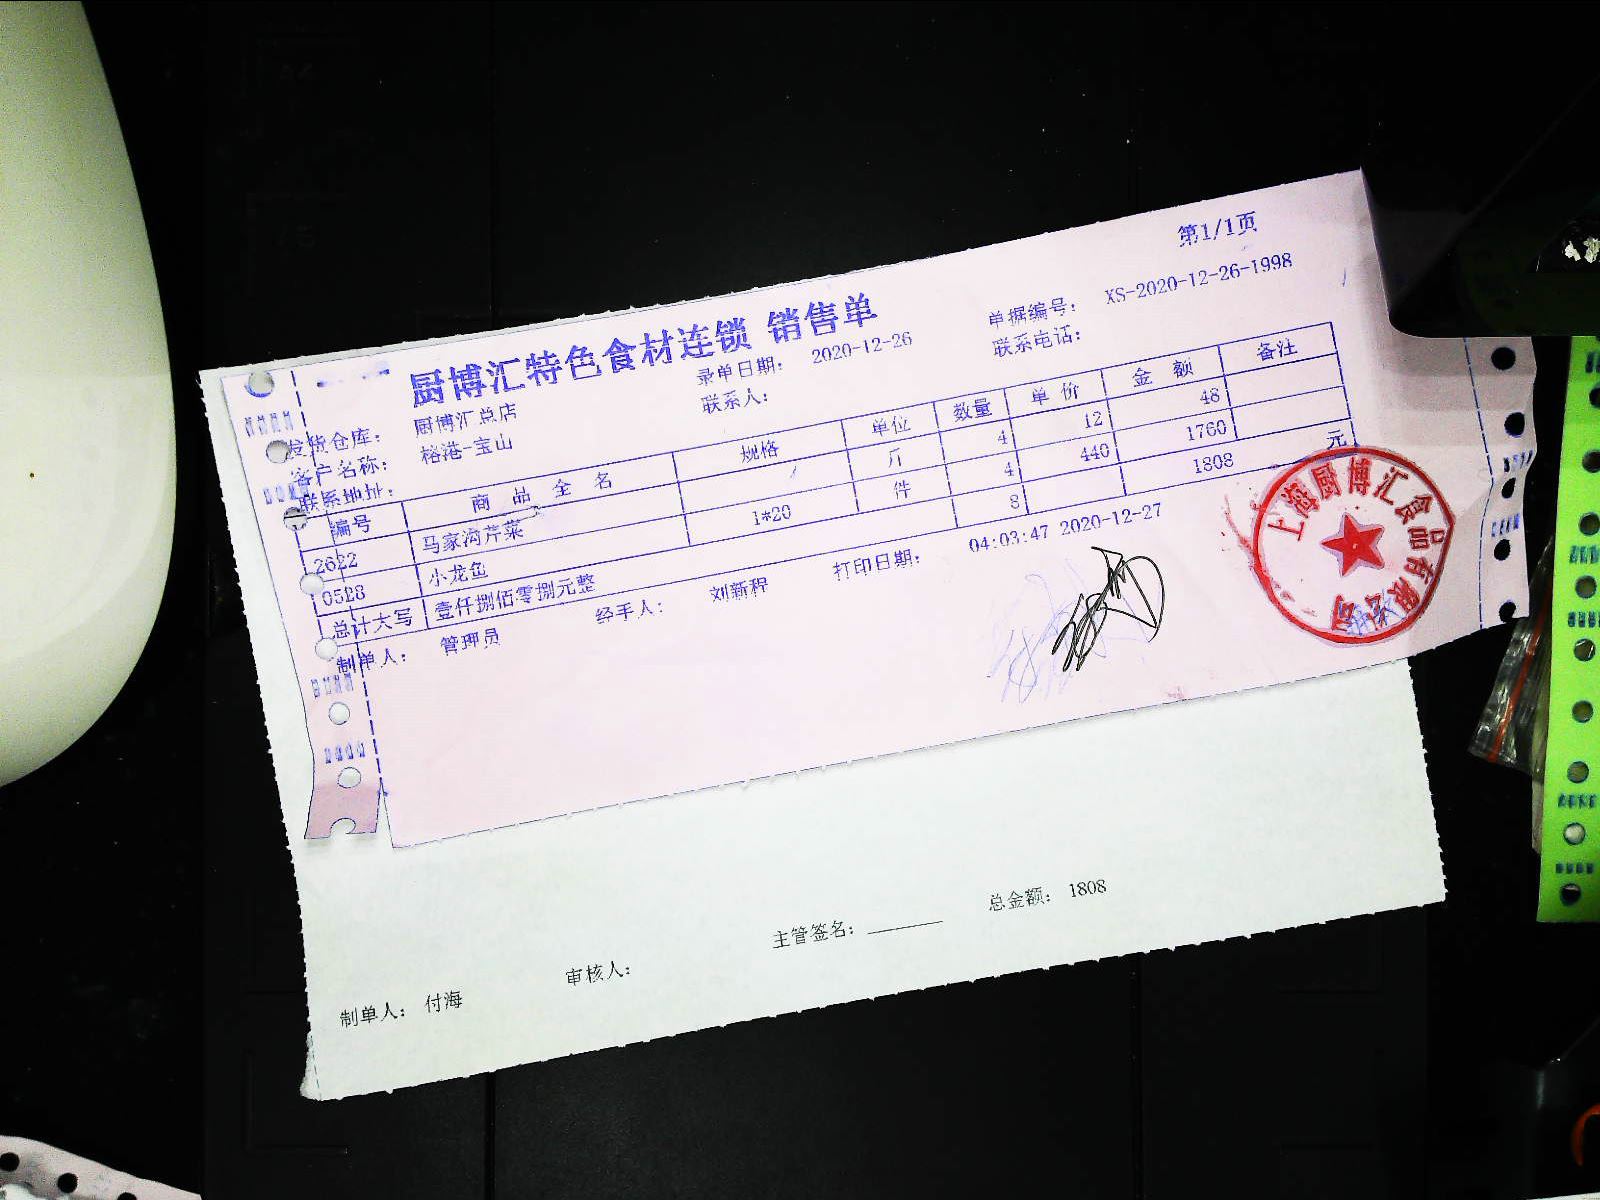 第1/1页
厨博汇特色食材连锁 销售单
发货仓库: 厨博汇总店 录单日期: 2020-12-26 单据编号: XS-2020-12-26-1998
客户名称: 榕港-宝山 联系人: 联系电话:
联系地址:
编号 商品全名 规格 单位 数量 单价 金额 备注
2622 马家沟芹菜 斤 4 12 48
0528 小龙鱼 1*20 件 4 440 1760
总计大写 壹仟捌佰零捌元整 8 1808 元
制单人: 管理员 经手人: 刘新程 打印日期: 04:03:47 2020-12-27
上海厨博汇食品有限公司
制单人: 付海 审核人: 主管签名: 总金额: 1808